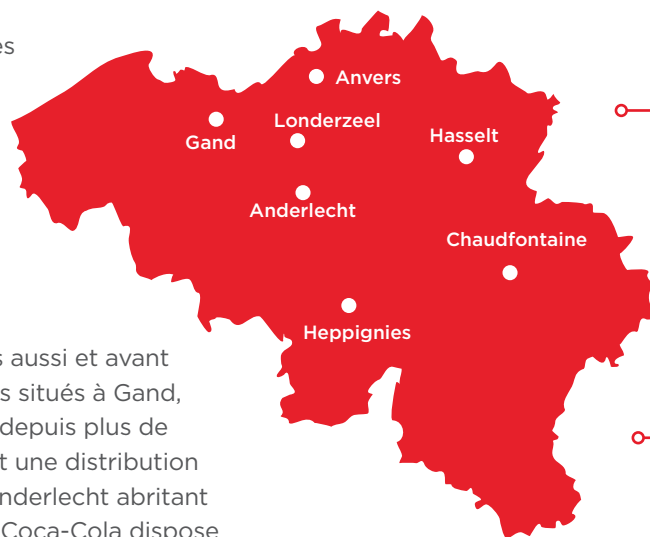 es
Anvers
Londerzeel
Gand
Hasselt
Anderlecht
Chaudfontaine
Heppignies
s aussi et avant
s situés à Gand,
depuis plus de
t une distribution
nderlecht abritant
Coca-Cola dispose